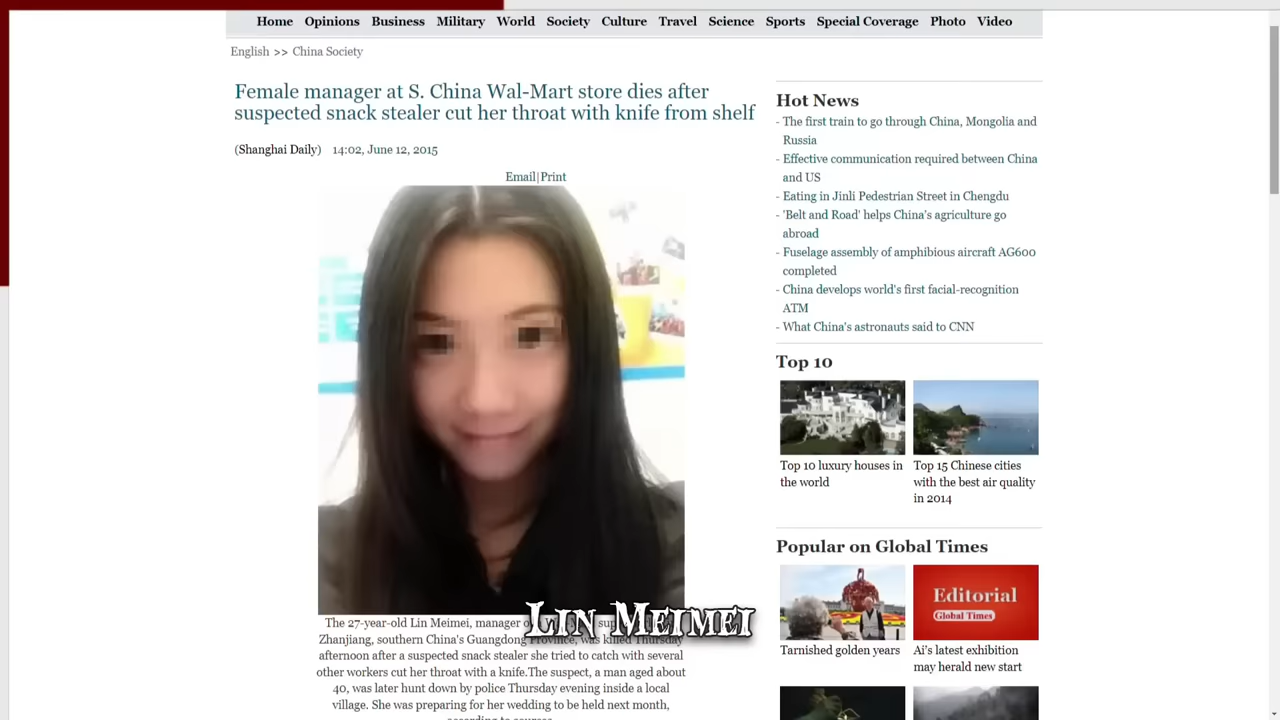 Home Opinions Business Military World Society Culture Travel Science Sports Special Coverage Photo Video
English >> China Society
Female manager at S. China Wal-Mart store dies after
suspected snack stealer cut her throat with knife from shelf
(Shanghai Daily) 14:02, June 12, 2015
Email|Print
The 27-year-old Lin Meimei, manager
Zhanjiang, southern China's Guangdong Province, was killed Thursday
afternoon after a suspected snack stealer she tried to catch with several
other workers cut her throat with a knife.The suspect, a man aged about
40, was later hunt down by police Thursday evening inside a local
village. She was preparing for her wedding to be held next month,
according to sources
LIN MEIMEI
Hot News
- The first train to go through China, Mongolia and
Russia
- Effective communication required between China
and US
- Eating in Jinli Pedestrian Street in Chengdu
- 'Belt and Road' helps China's agriculture go
abroad
- Fuselage assembly of amphibious aircraft AG600
completed
- China develops world's first facial-recognition
ATM
- What China's astronauts said to CNN
Top 10
Top 10 luxury houses in
the world
Top 15 Chinese cities
with the best air quality
in 2014
Popular on Global Times
Editorial
Global Times
Tarnished golden years
Ai's latest exhibition
may herald new start